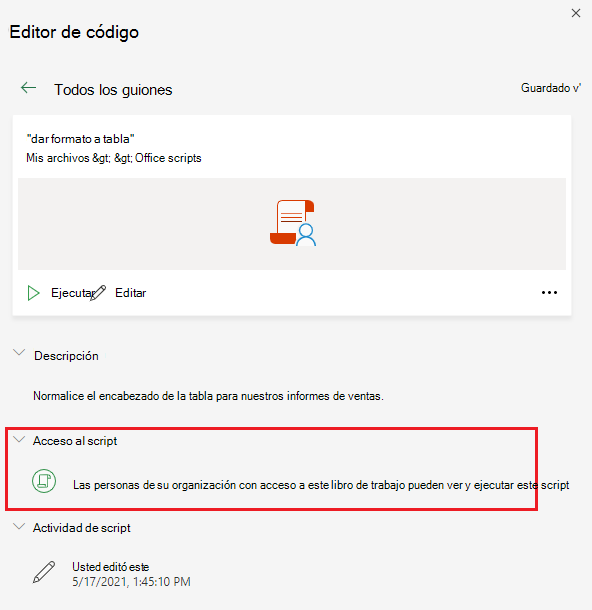 Editor de código
Todos los guiones
Guardado v'
"dar formato a tabla"
Mis archivos &gt; &gt; Office scripts
Ejecutar
Editar
Descripción
Normalice el encabezado de la tabla para nuestros informes de ventas.
Acceso al script
Las personas de su organización con acceso a este libro de trabajo pueden ver y ejecutar este script
Actividad de script
Usted editó este
5/17/2021, 1:45:10 PM